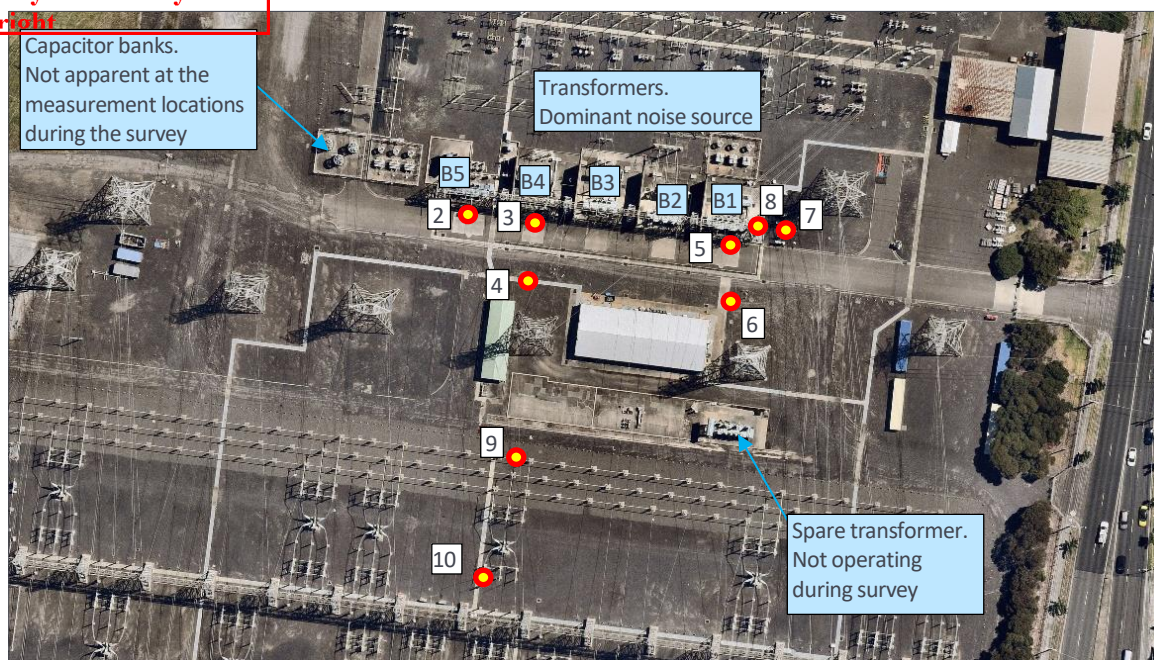 right
Capacitor banks.
Not apparent at the
measurement locations
during the survey
Transformers.
Dominant noise source
B5
B4
B3
B2
B1
2
3
8
7
5
4
6
9
10
Spare transformer.
Not operating
during survey